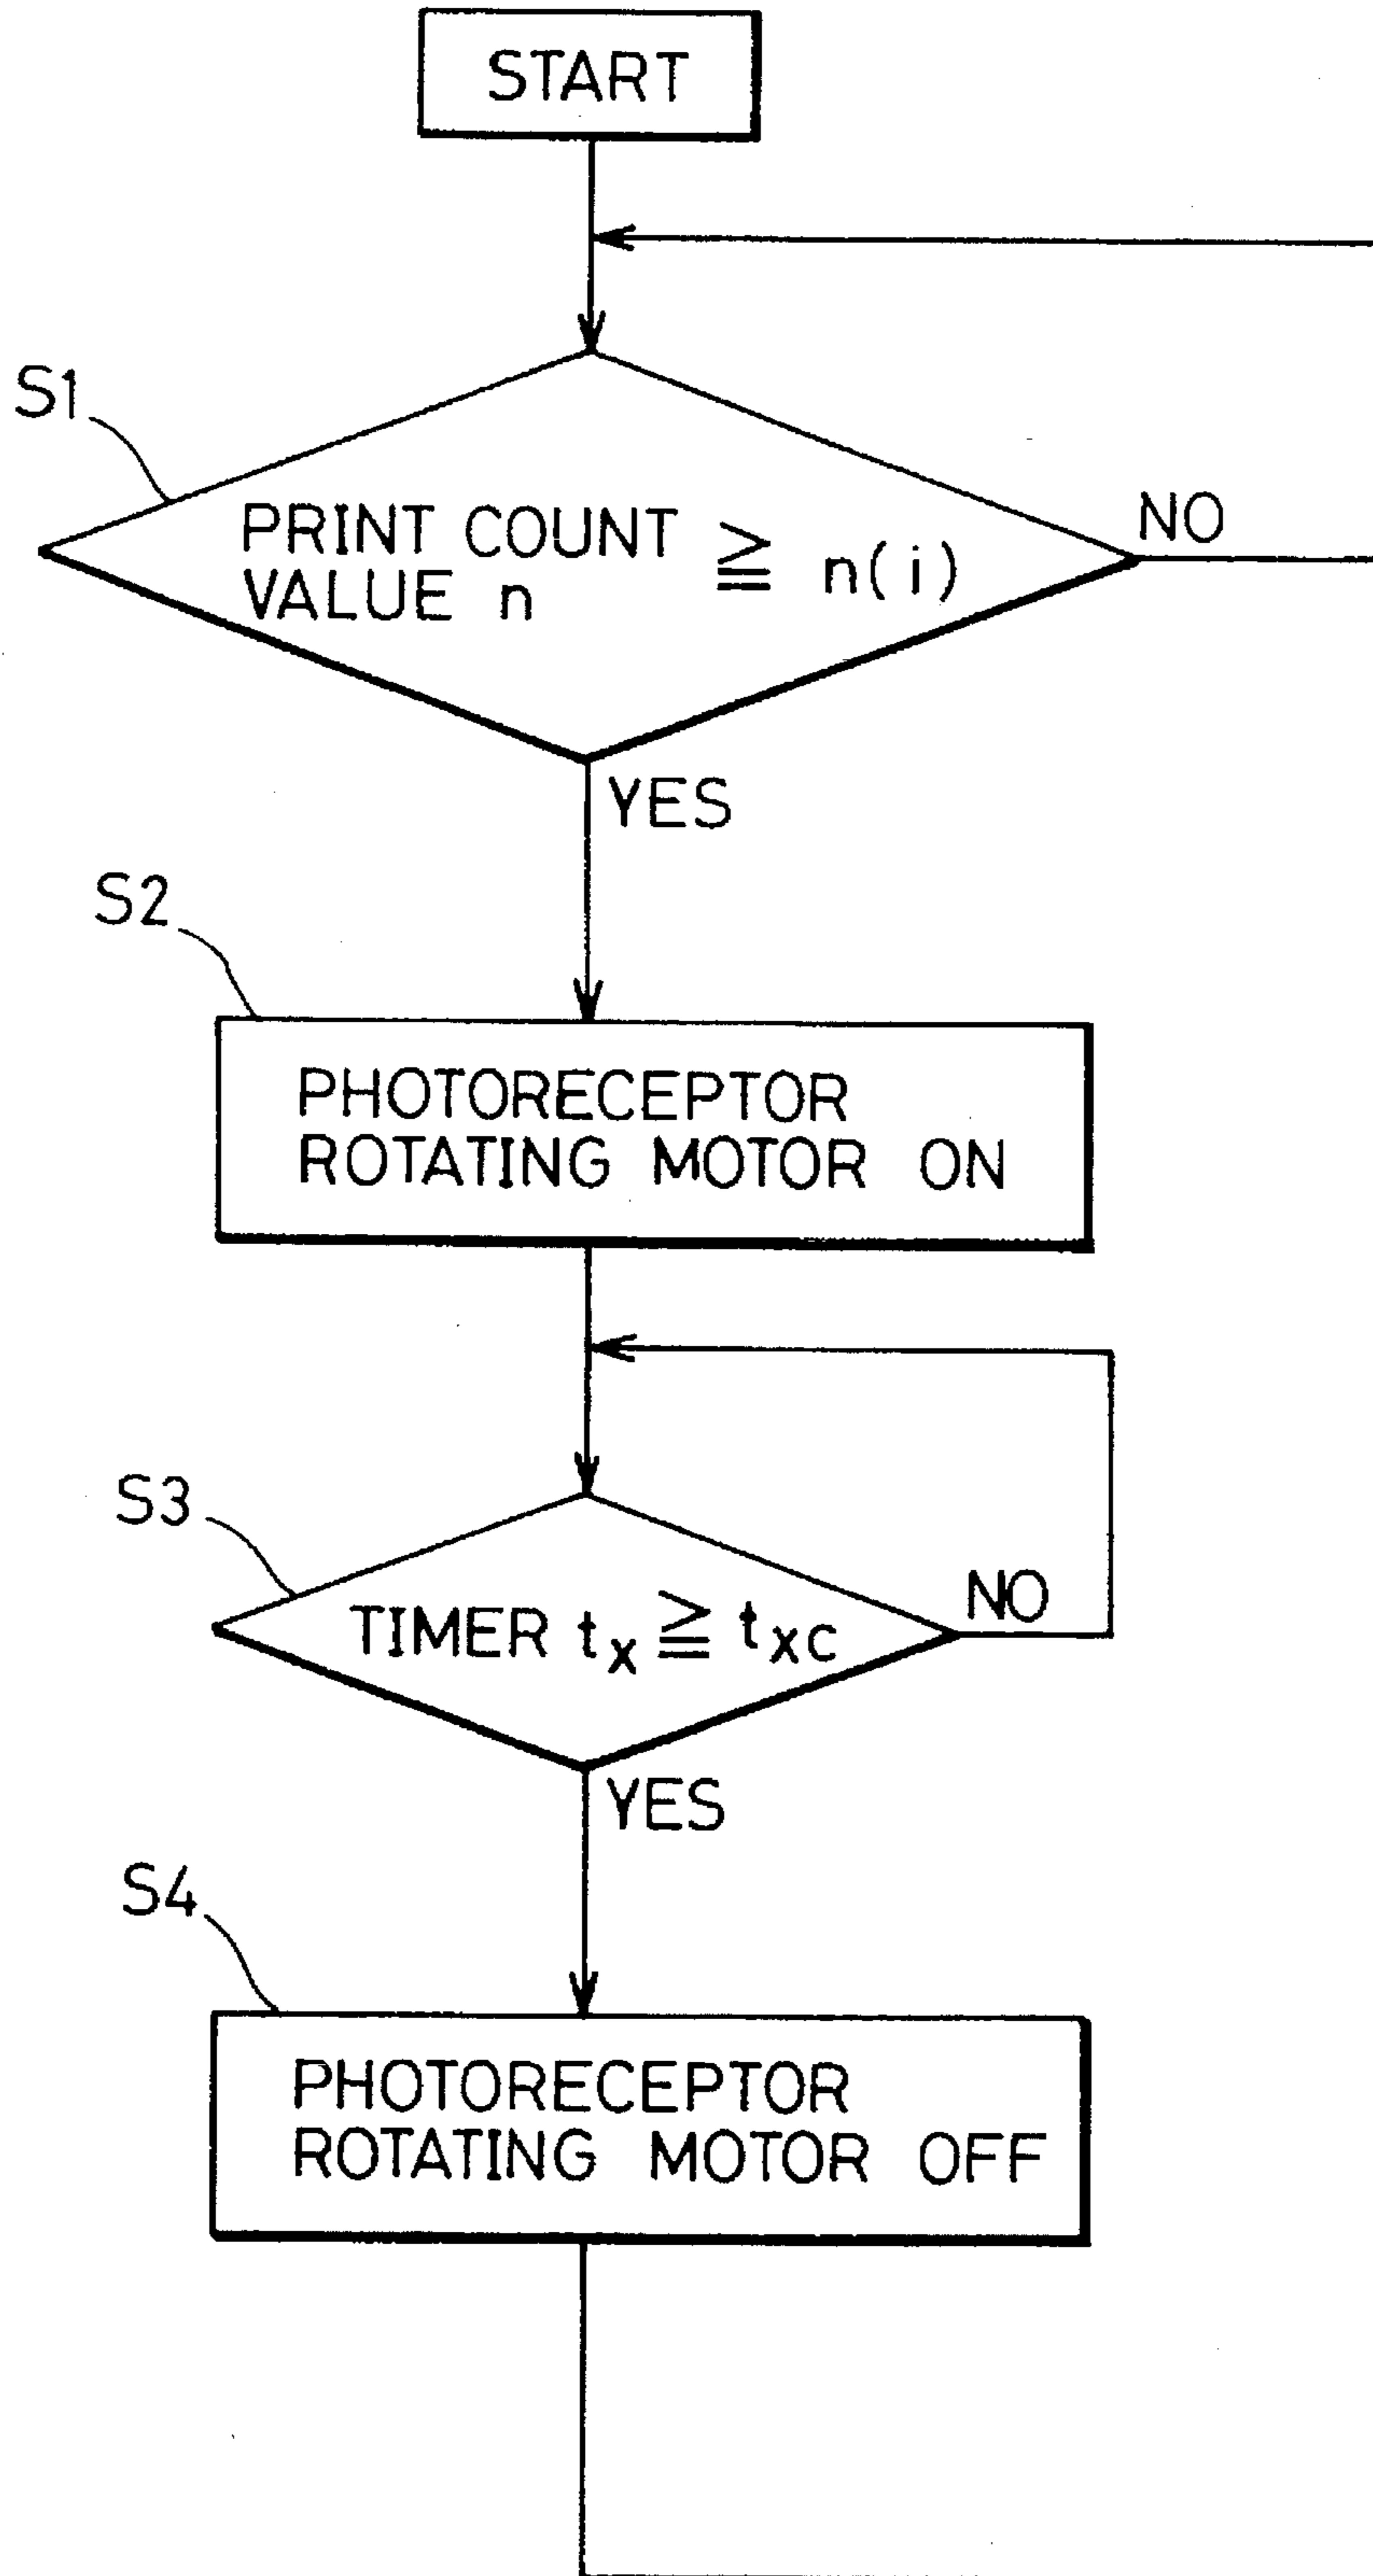 START
S1
PRINT COUNT
VALUE n ≧ n(i)
NO
YES
S2
PHOTORECEPTOR
ROTATING MOTOR ON
S3
TIMER tx ≧ txc
NO
YES
S4
PHOTORECEPTOR
ROTATING MOTOR OFF